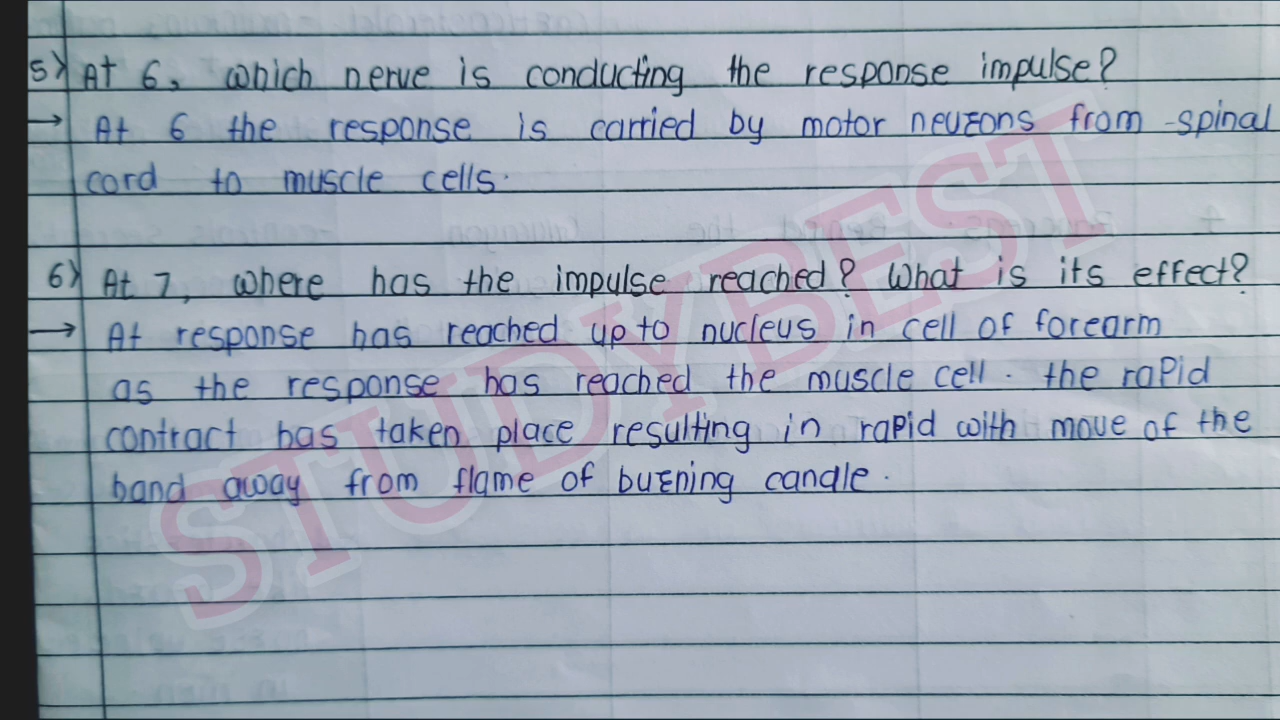 5) At 6, which nerve is conducting the response impulse?
→ At 6 the response is carried by motor neurons from spinal
cord to muscle cells.
6) At 7, where has the impulse reached? What is its effect?
→ At response has reached up to nucleus in cell of forearm
as the response has reached the muscle cell. the rapid
contract has taken place resulting in rapid with move of the
hand away from flame of burning candle.
STUDYBEST